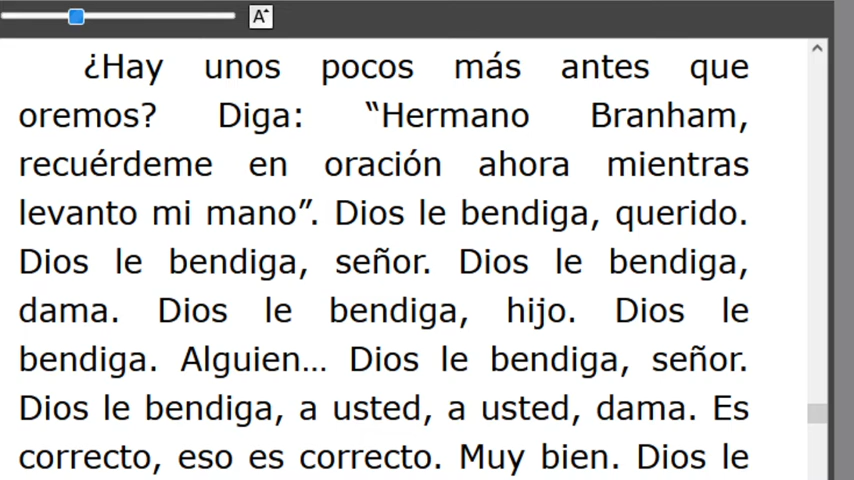 A
¿Hay unos pocos más antes que
oremos? Diga: “Hermano Branham,
recuérdeme en oración ahora mientras
levanto mi mano”. Dios le bendiga, querido.
Dios le bendiga, señor. Dios le bendiga,
dama. Dios le bendiga, hijo. Dios le
bendiga. Alguien… Dios le bendiga, señor.
Dios le bendiga, a usted, a usted, dama. Es
correcto, eso es correcto. Muy bien. Dios le